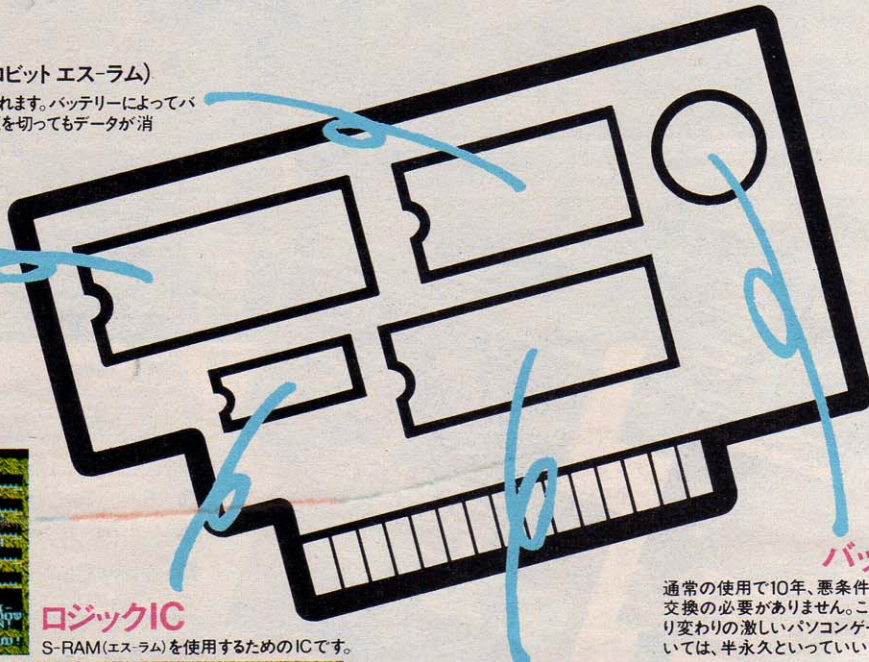 ロビット エス-ラム)
れます。バッテリーによってバ
を切ってもデータが消
ロジックIC
S-RAM(エス-ラム)を使用するためのICです。
バッ
通常の使用で10年、悪条件
交換の必要がありません。こ
り変わりの激しいパソコンゲー
いては、半永久といっていい